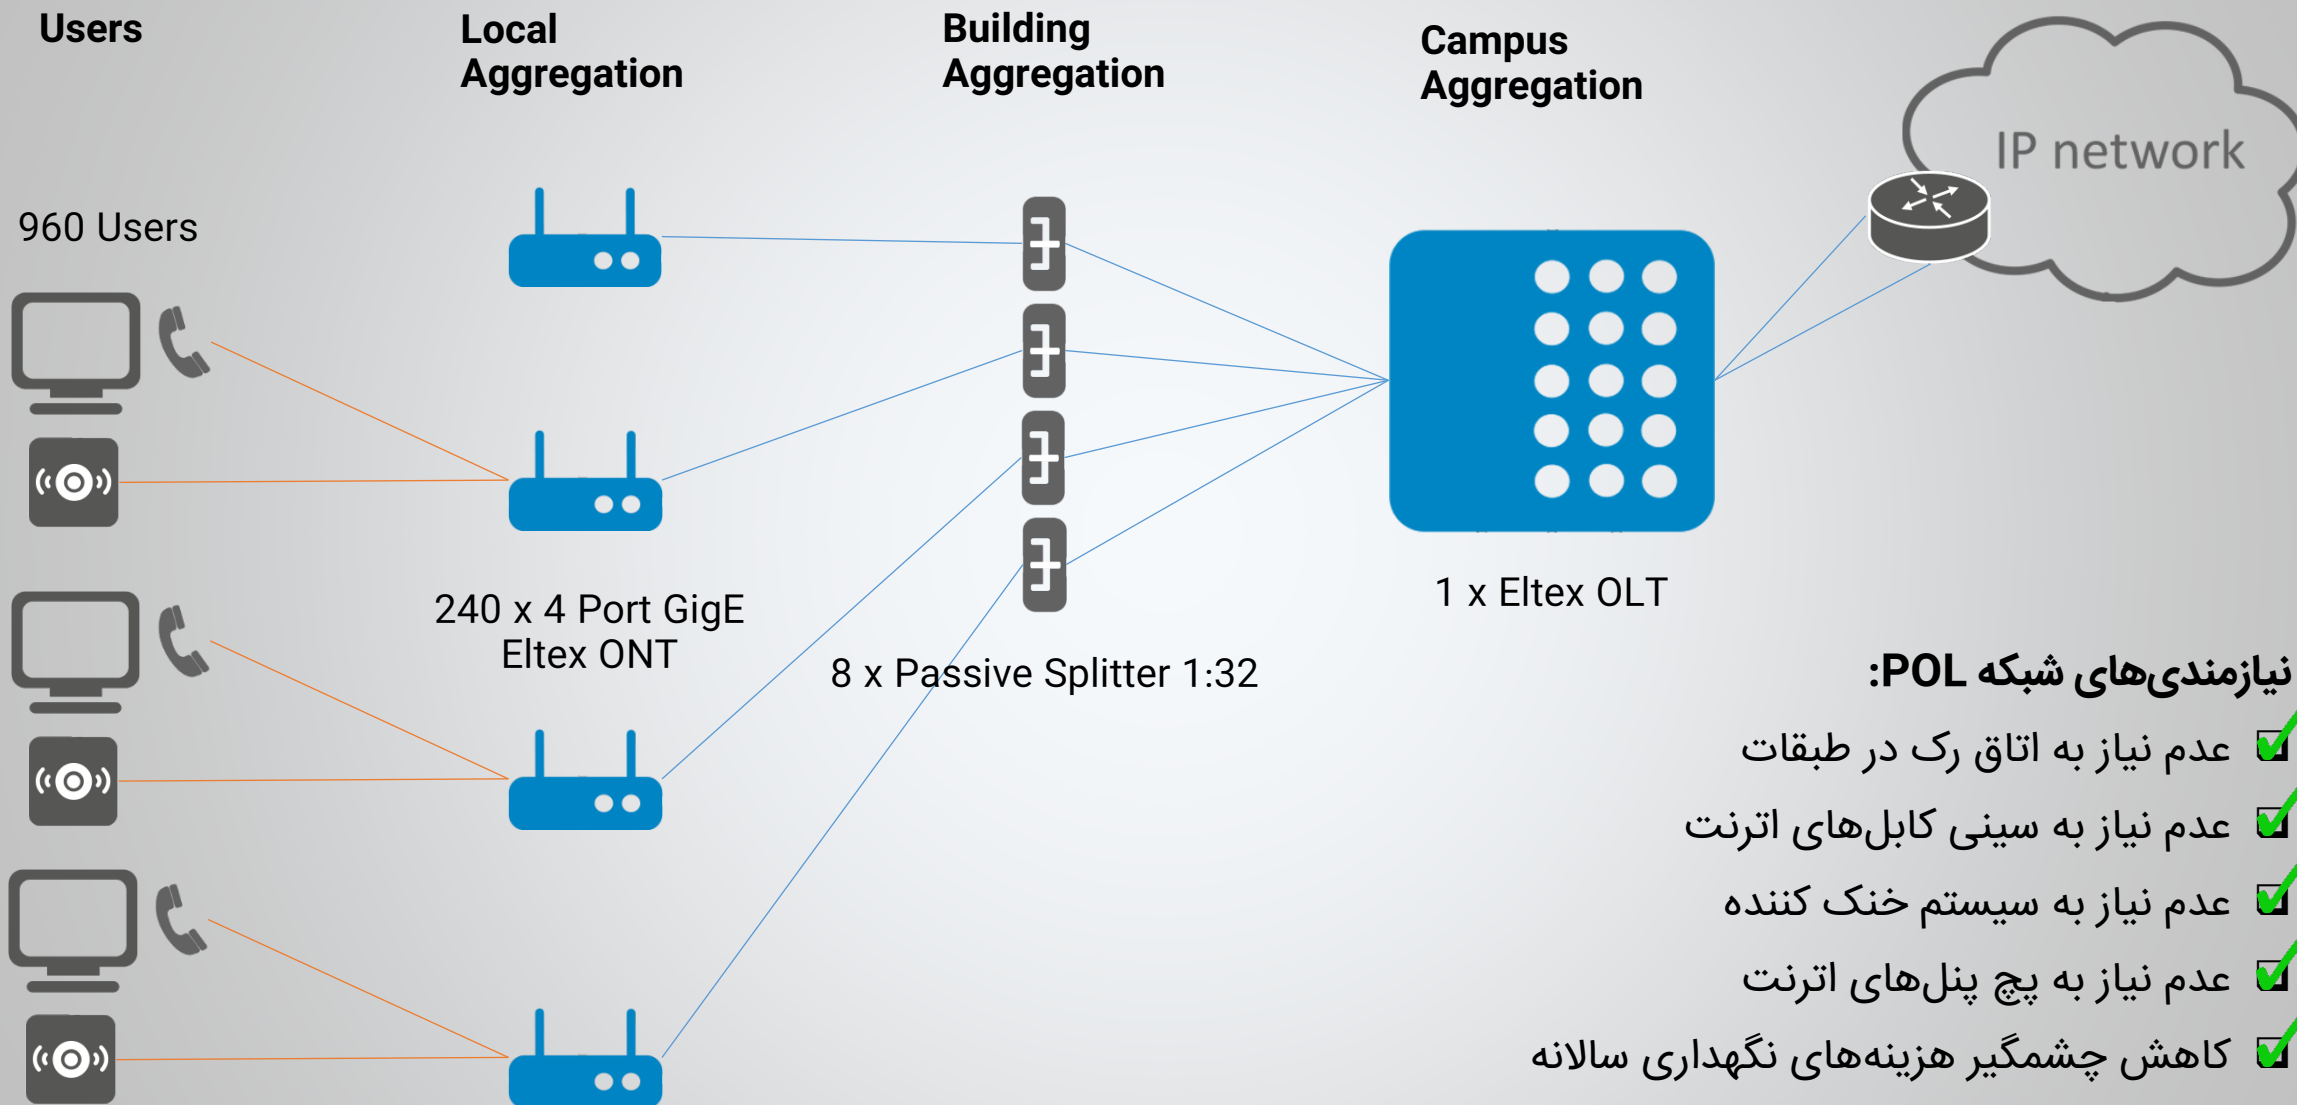 Users
Local
Aggregation
Building
Aggregation
Campus
Aggregation
IP network
960 Users
240 x 4 Port GigE
Eltex ONT
8 x Passive Splitter 1:32
1 x Eltex OLT
نیازمندی‌های شبکه POL:
عدم نیاز به اتاق رک در طبقات
عدم نیاز به سینی کابل‌های اترنت
عدم نیاز به سیستم خنک کننده
عدم نیاز به پچ پنل‌های اترنت
کاهش چشمگیر هزینه‌های نگهداری سالانه